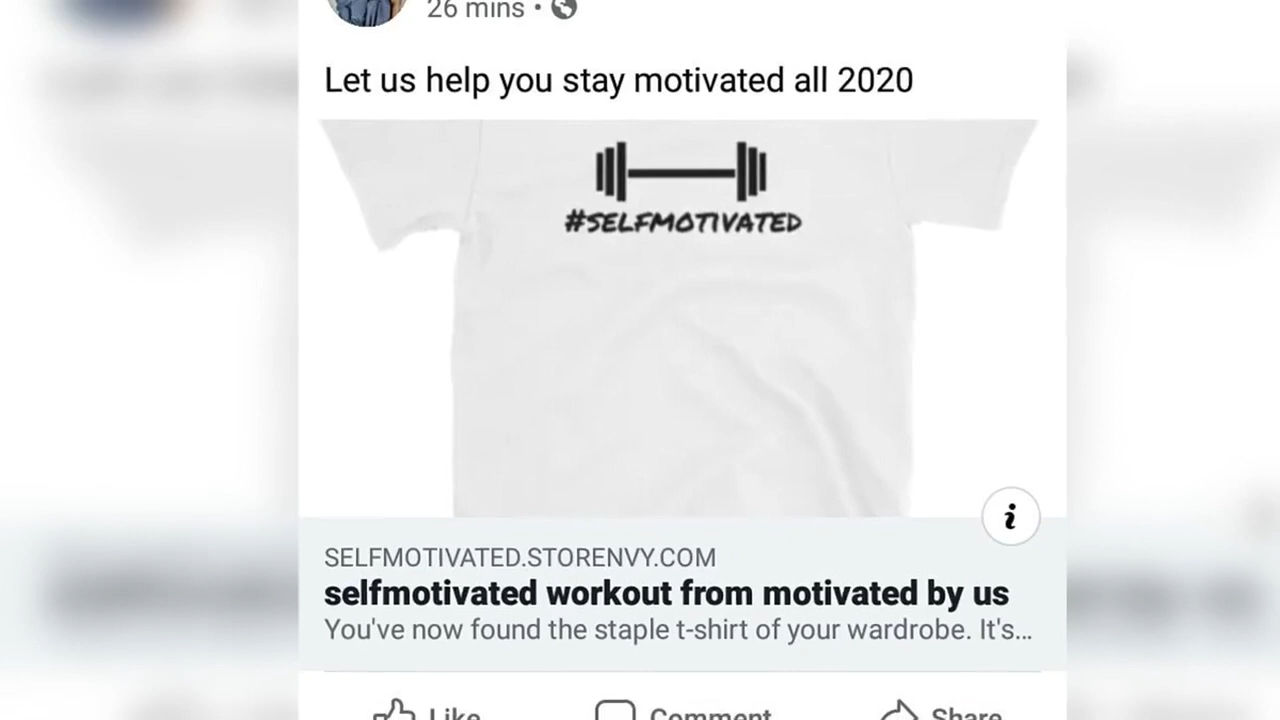 26 mins •
Let us help you stay motivated all 2020
#SELFMOTIVATED
i
SELFMOTIVATED.STORENVY.COM
selfmotivated workout from motivated by us
You've now found the staple t-shirt of your wardrobe. It's...
Like Comment Share